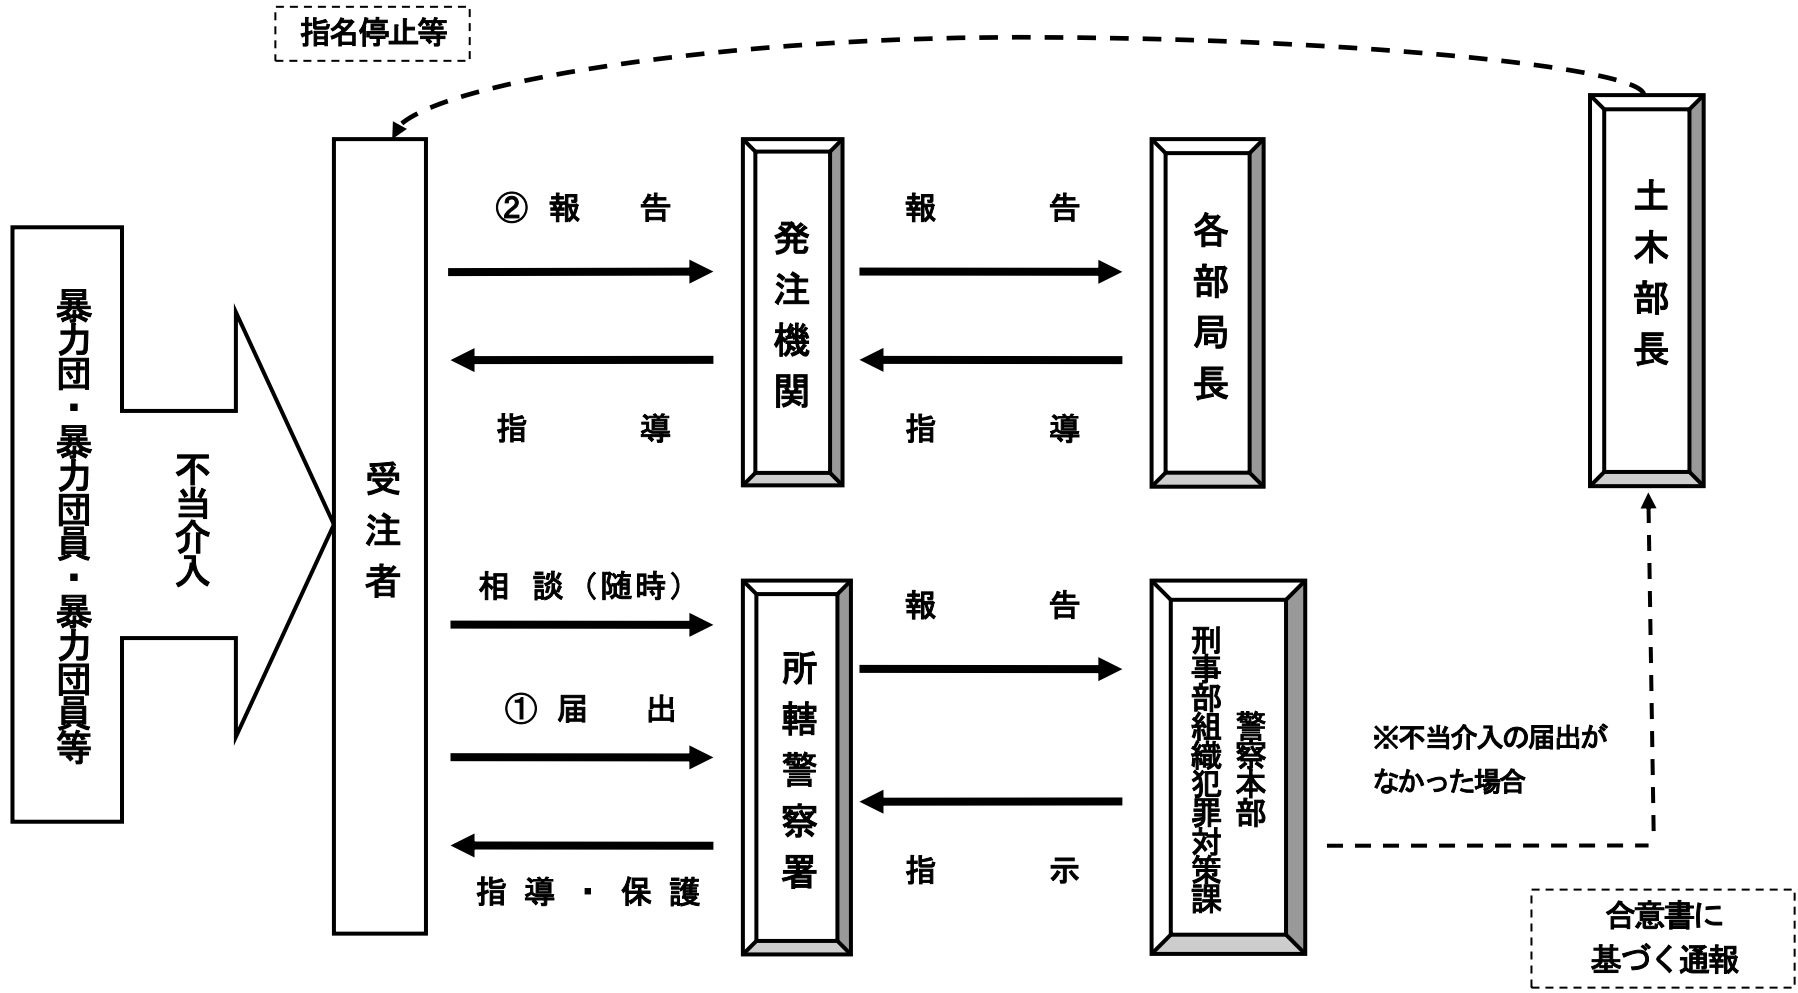 指名停止等
暴力団・暴力団員・暴力団員等
不当介入
受注者
② 報 告
指 導
発注機関
報 告
指 導
各部局長
土木部長
相 談（随時）
① 届 出
指 導 ・ 保 護
所轄警察署
報 告
指 示
警察本部
刑事部組織犯罪対策課
※不当介入の届出が
なかった場合
合意書に
基づく通報